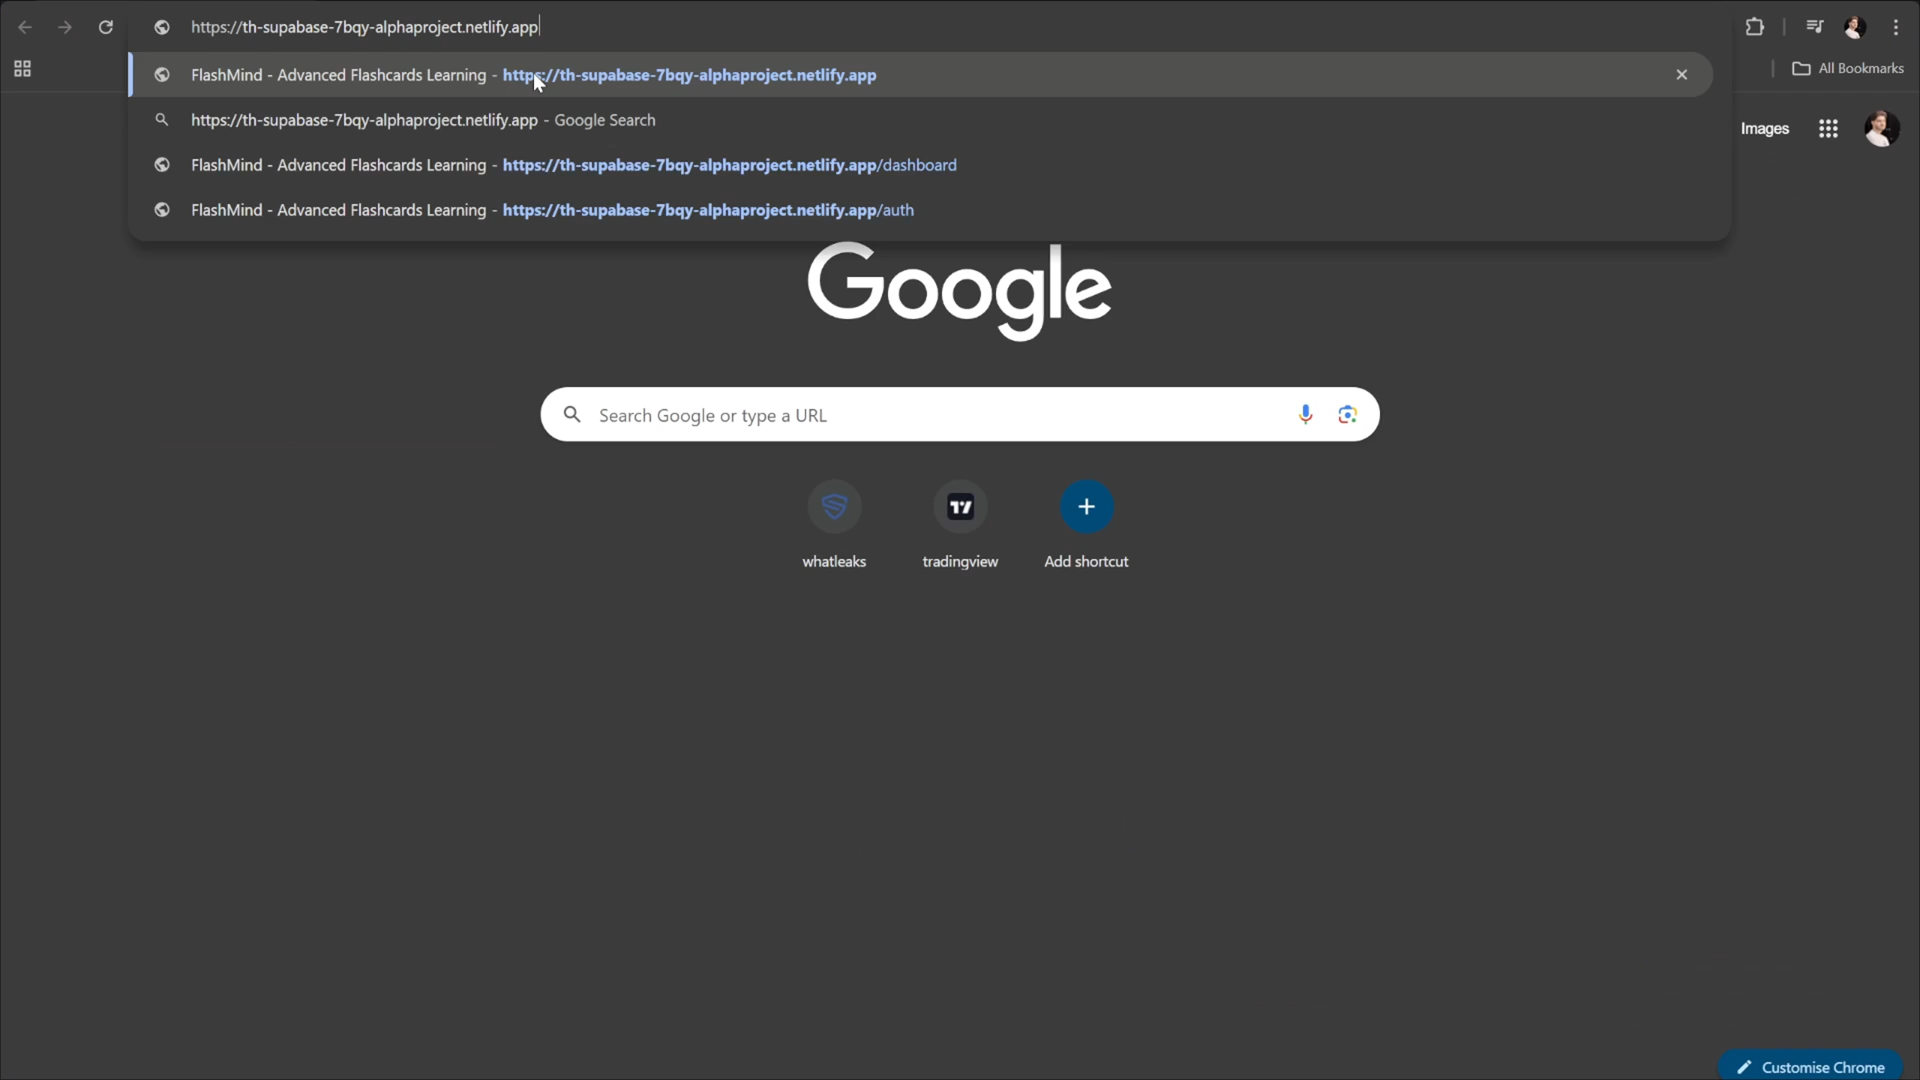 https://th-supabase-7bqy-alphaproject.netlify.app
FlashMind - Advanced Flashcards Learning - https://th-supabase-7bqy-alphaproject.netlify.app
All Bookmarks
https://th-supabase-7bqy-alphaproject.netlify.app - Google Search
Images
FlashMind - Advanced Flashcards Learning - https://th-supabase-7bqy-alphaproject.netlify.app/dashboard
FlashMind - Advanced Flashcards Learning - https://th-supabase-7bqy-alphaproject.netlify.app/auth
Google
Search Google or type a URL
whatleaks
tradingview
Add shortcut
Customise Chrome